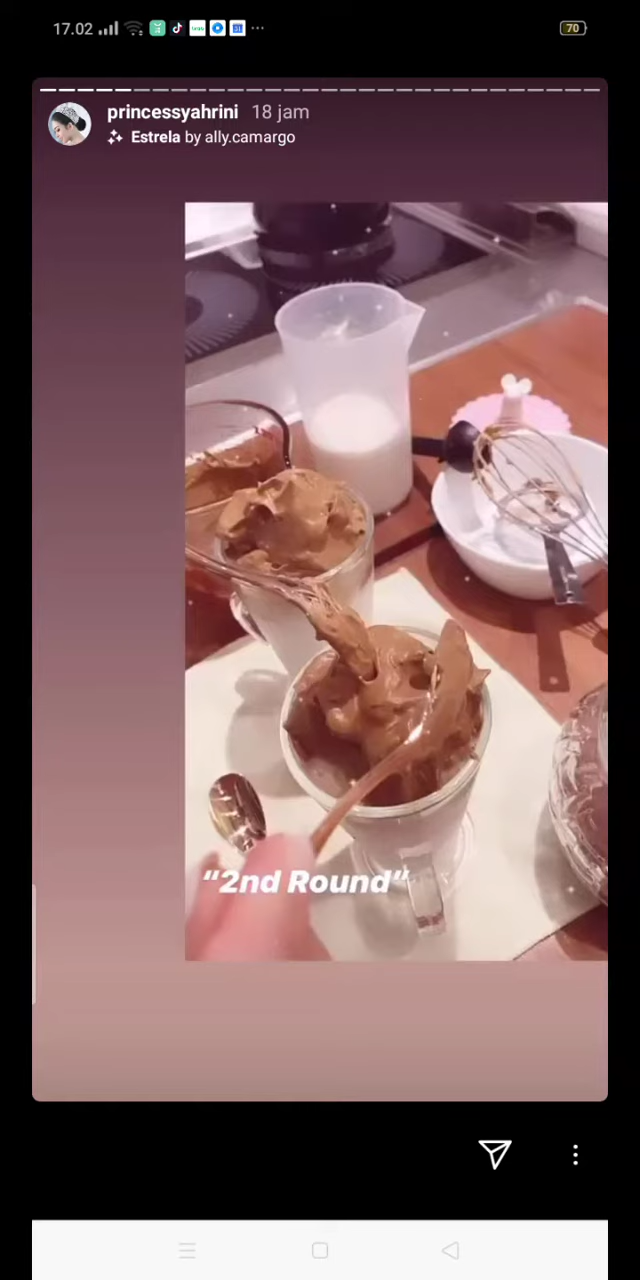 17.02
70
princessyahrini 18 jam
Estrela by ally.camargo
“2nd Round“